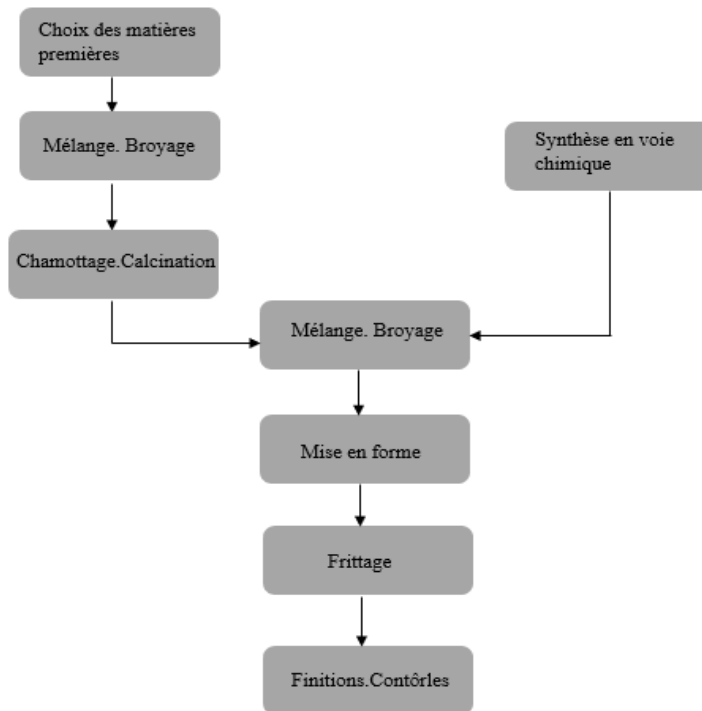 Choix des matières
premières
Mélange. Broyage
Synthèse en voie
chimique
Chamottage.Calcination
Mélange. Broyage
Mise en forme
Frittage
Finitions.Contôrles